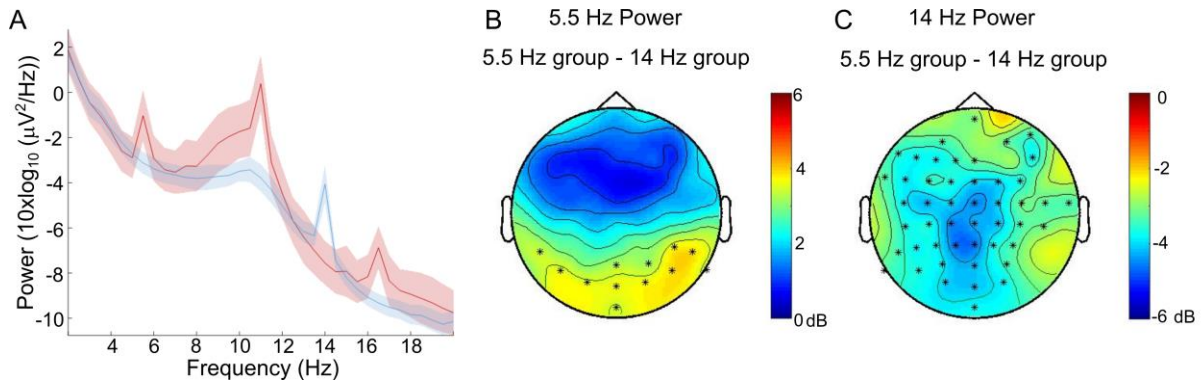 A
Power (10xlog10 (μV2/Hz))
2
0
-2
-4
-6
-8
-10
4 6 8 10 12 14 16 18
Frequency (Hz)
B 5.5 Hz Power
5.5 Hz group - 14 Hz group
6
4
2
0 dB
C 14 Hz Power
5.5 Hz group - 14 Hz group
0
-2
-4
-6 dB